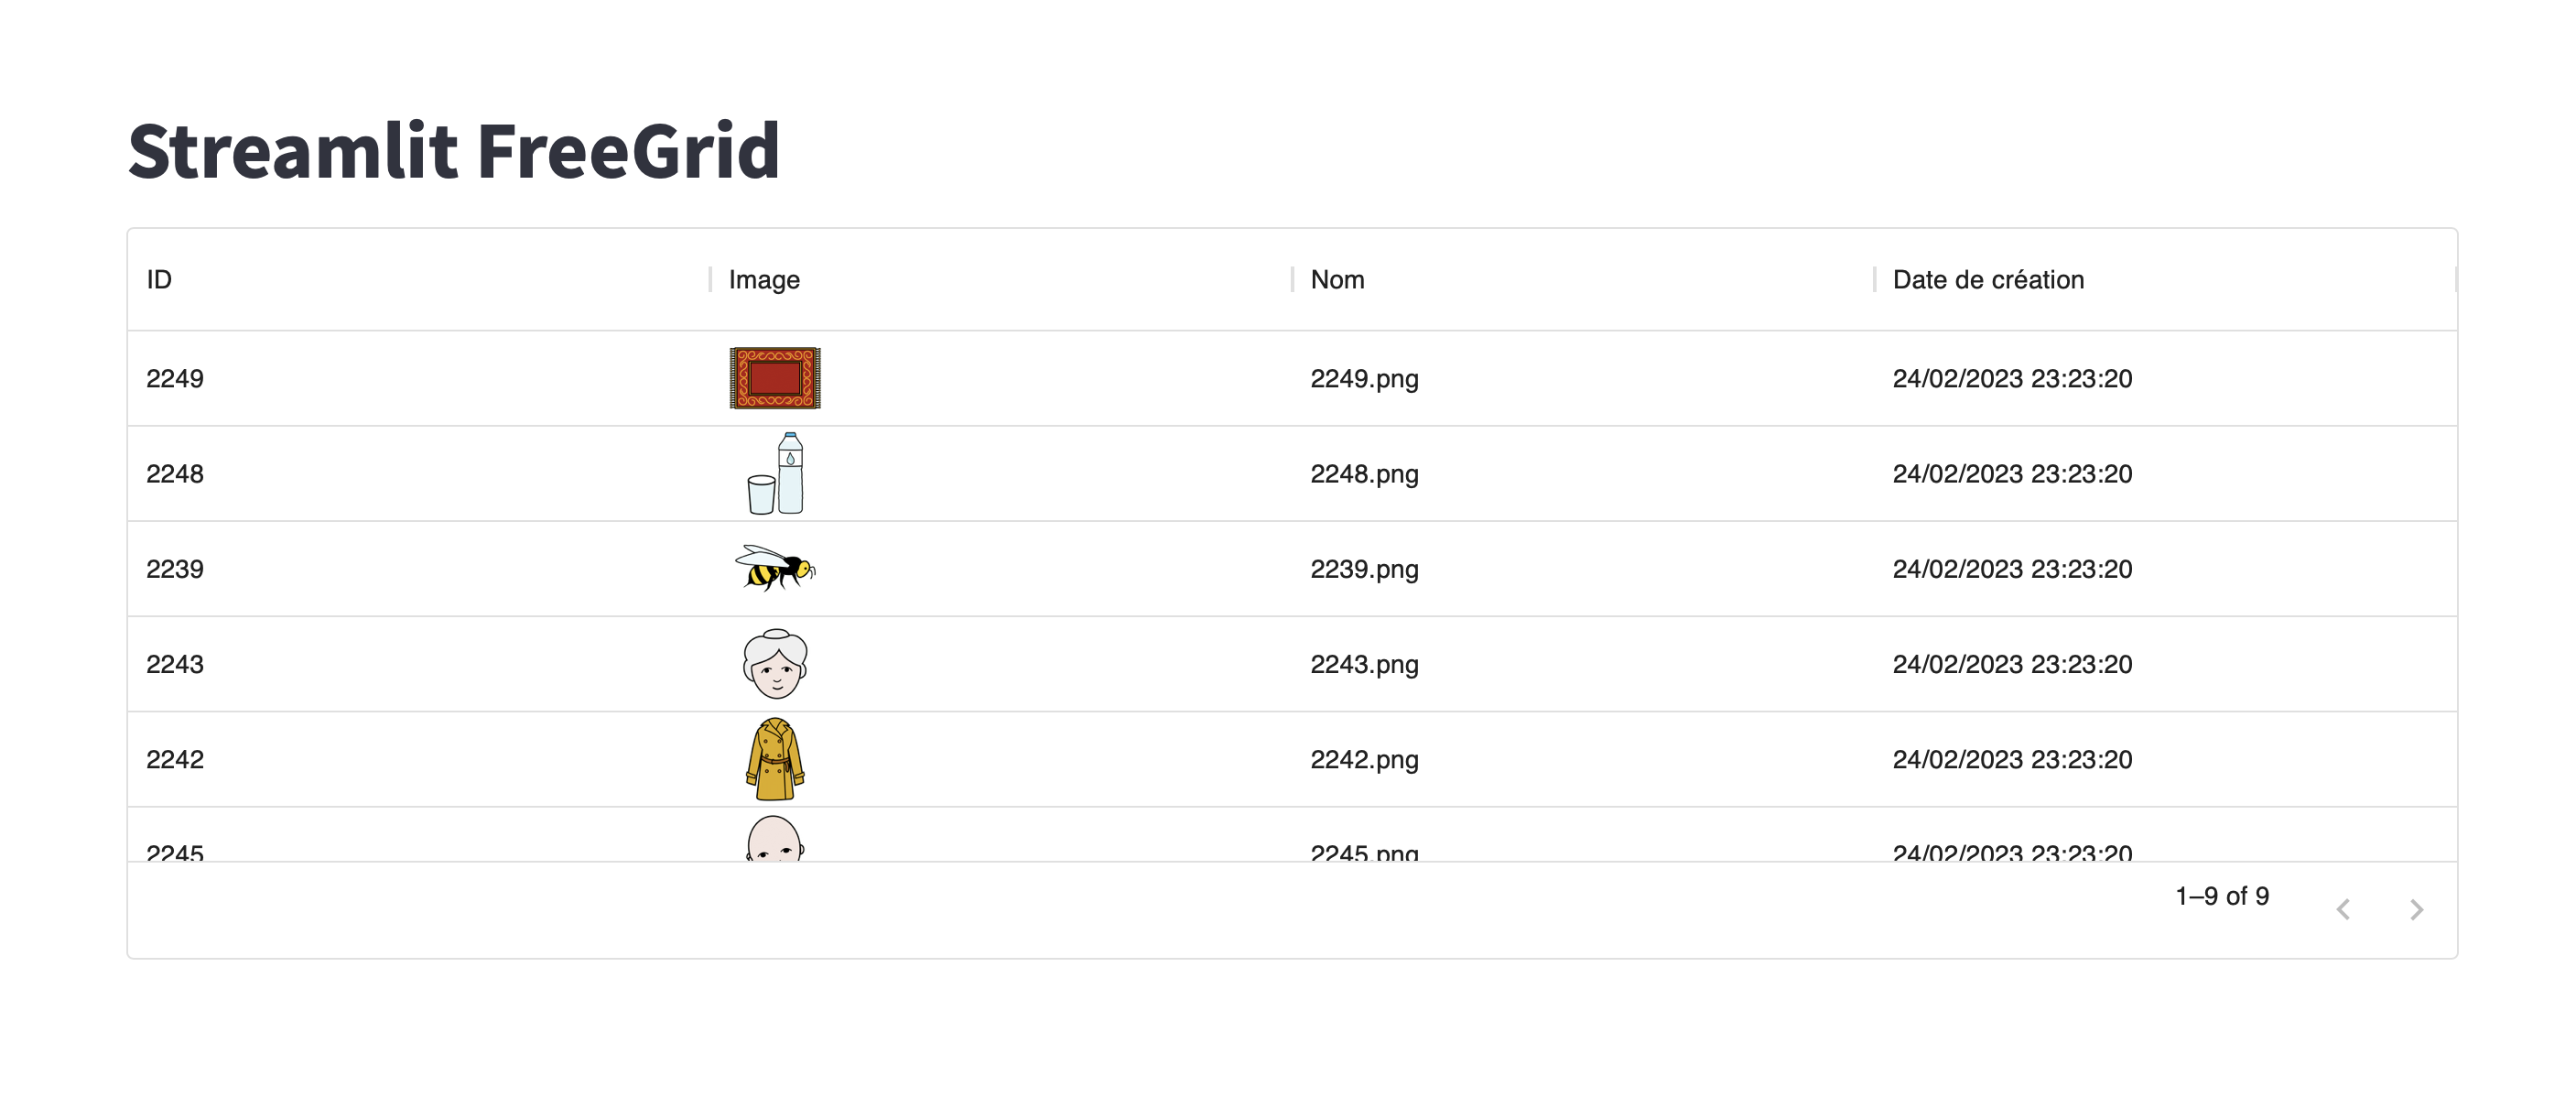 Streamlit FreeGrid
ID Image Nom Date de création
2249 2249.png 24/02/2023 23:23:20
2248 2248.png 24/02/2023 23:23:20
2239 2239.png 24/02/2023 23:23:20
2243 2243.png 24/02/2023 23:23:20
2242 2242.png 24/02/2023 23:23:20
2245 2245.png 24/02/2023 23:23:20
1–9 of 9